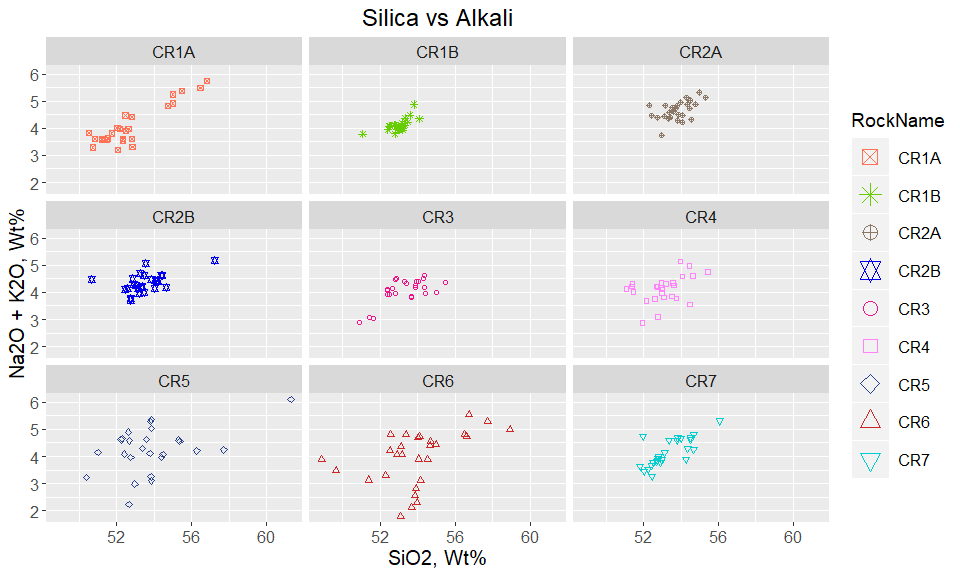 Silica vs Alkali
CR1A
CR1B
CR2A
6
5
4
3
2
CR2B
CR3
CR4
6
5
4
3
2
CR5
CR6
CR7
6
5
4
3
2
52 56 60
52 56 60
52 56 60
Na2O + K2O, Wt%
SiO2, Wt%
RockName
CR1A
CR1B
CR2A
CR2B
CR3
CR4
CR5
CR6
CR7